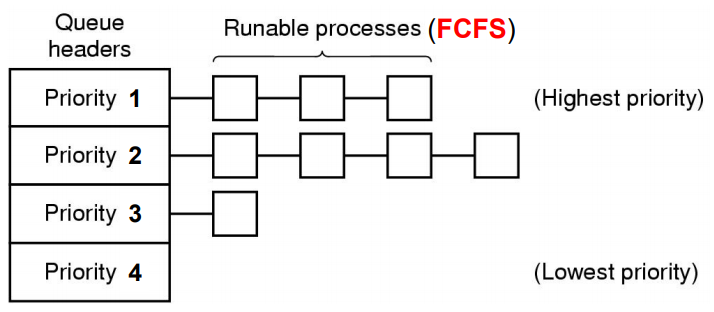 Queue
headers
Runable processes (FCFS)
Priority 1
(Highest priority)
Priority 2
Priority 3
Priority 4
(Lowest priority)